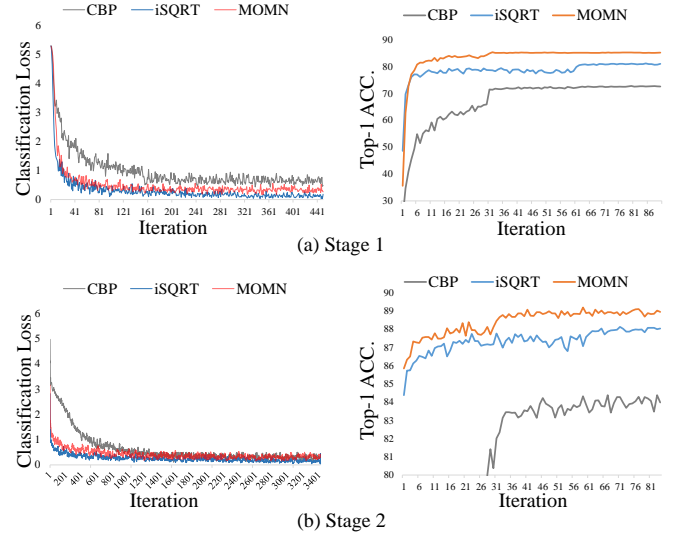 CBP iSQRT MOMN
Classification Loss
6
5
4
3
2
1
0
1 41 81 121 161 201 241 281 321 361 401 441
Iteration
CBP iSQRT MOMN
Top-1 ACC.
90
80
70
60
50
40
30
1 6 11 16 21 26 31 36 41 46 51 56 61 66 71 76 81 86
Iteration
(a) Stage 1
CBP iSQRT MOMN
Classification Loss
6
5
4
3
2
1
0
1 201 401 601 801 1001 1201 1401 1601 1801 2001 2201 2401 2601 2801 3001 3201 3401
Iteration
CBP iSQRT MOMN
Top-1 ACC.
90
89
88
87
86
85
84
83
82
81
80
1 6 11 16 21 26 31 36 41 46 51 56 61 66 71 76 81
Iteration
(b) Stage 2